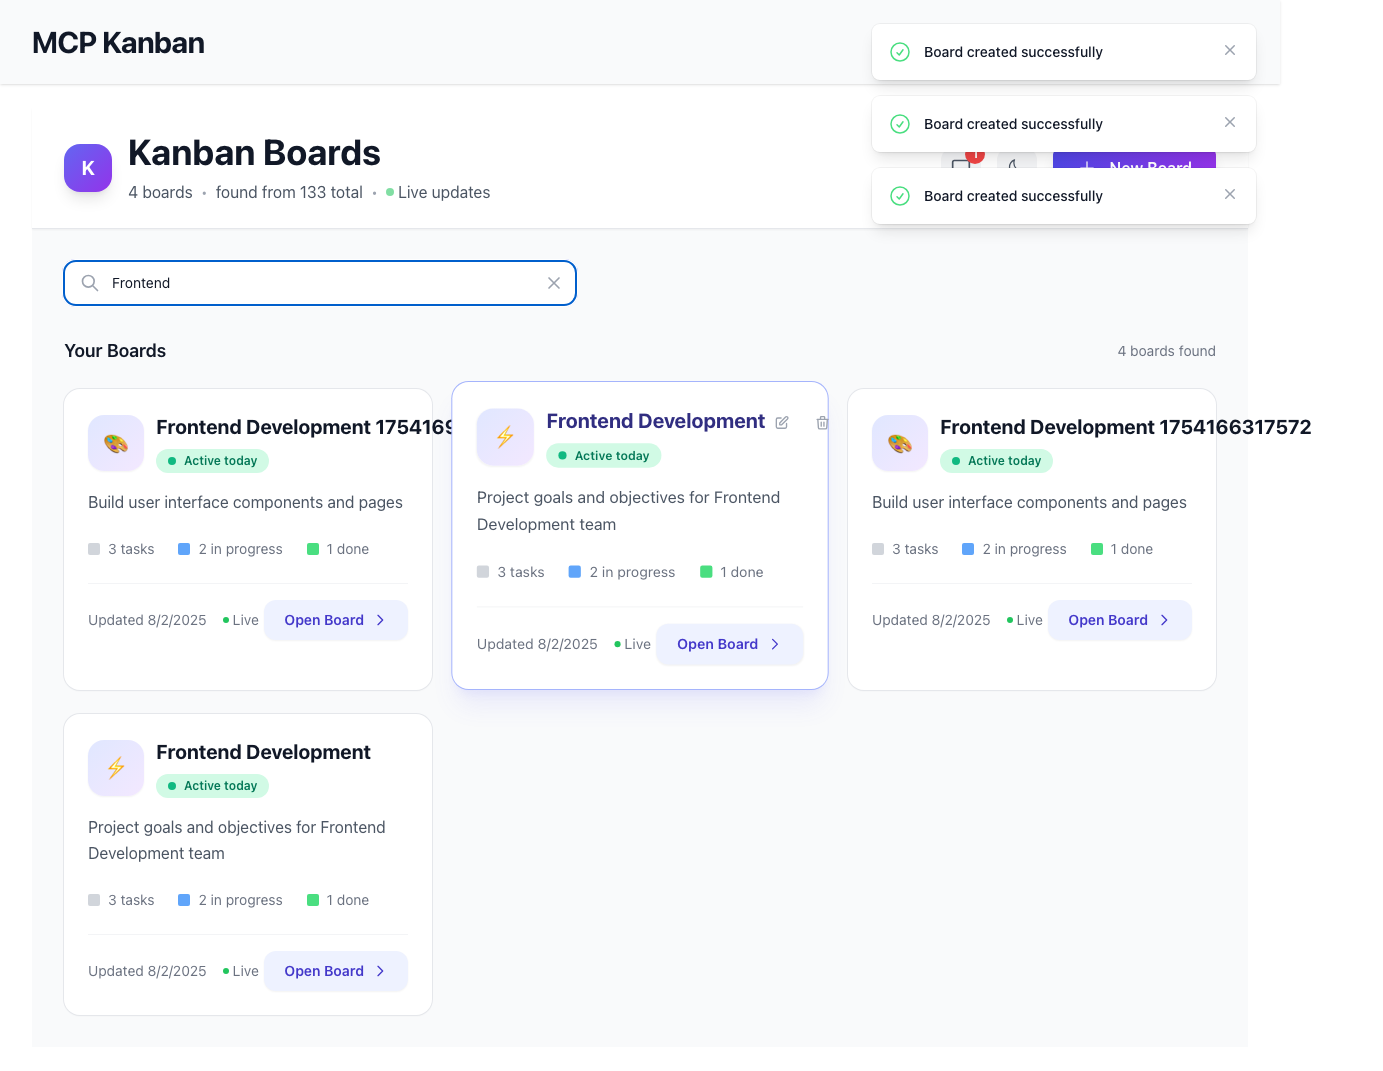 MCP Kanban
Board created successfully
Board created successfully
Board created successfully
K
Kanban Boards
4 boards • found from 133 total • Live updates
New Board
Frontend
Your Boards
4 boards found
Frontend Development 175416
Active today
Build user interface components and pages
3 tasks 2 in progress 1 done
Updated 8/2/2025 Live Open Board
Frontend Development
Active today
Project goals and objectives for Frontend
Development team
3 tasks 2 in progress 1 done
Updated 8/2/2025 Live Open Board
Frontend Development 1754166317572
Active today
Build user interface components and pages
3 tasks 2 in progress 1 done
Updated 8/2/2025 Live Open Board
Frontend Development
Active today
Project goals and objectives for Frontend
Development team
3 tasks 2 in progress 1 done
Updated 8/2/2025 Live Open Board